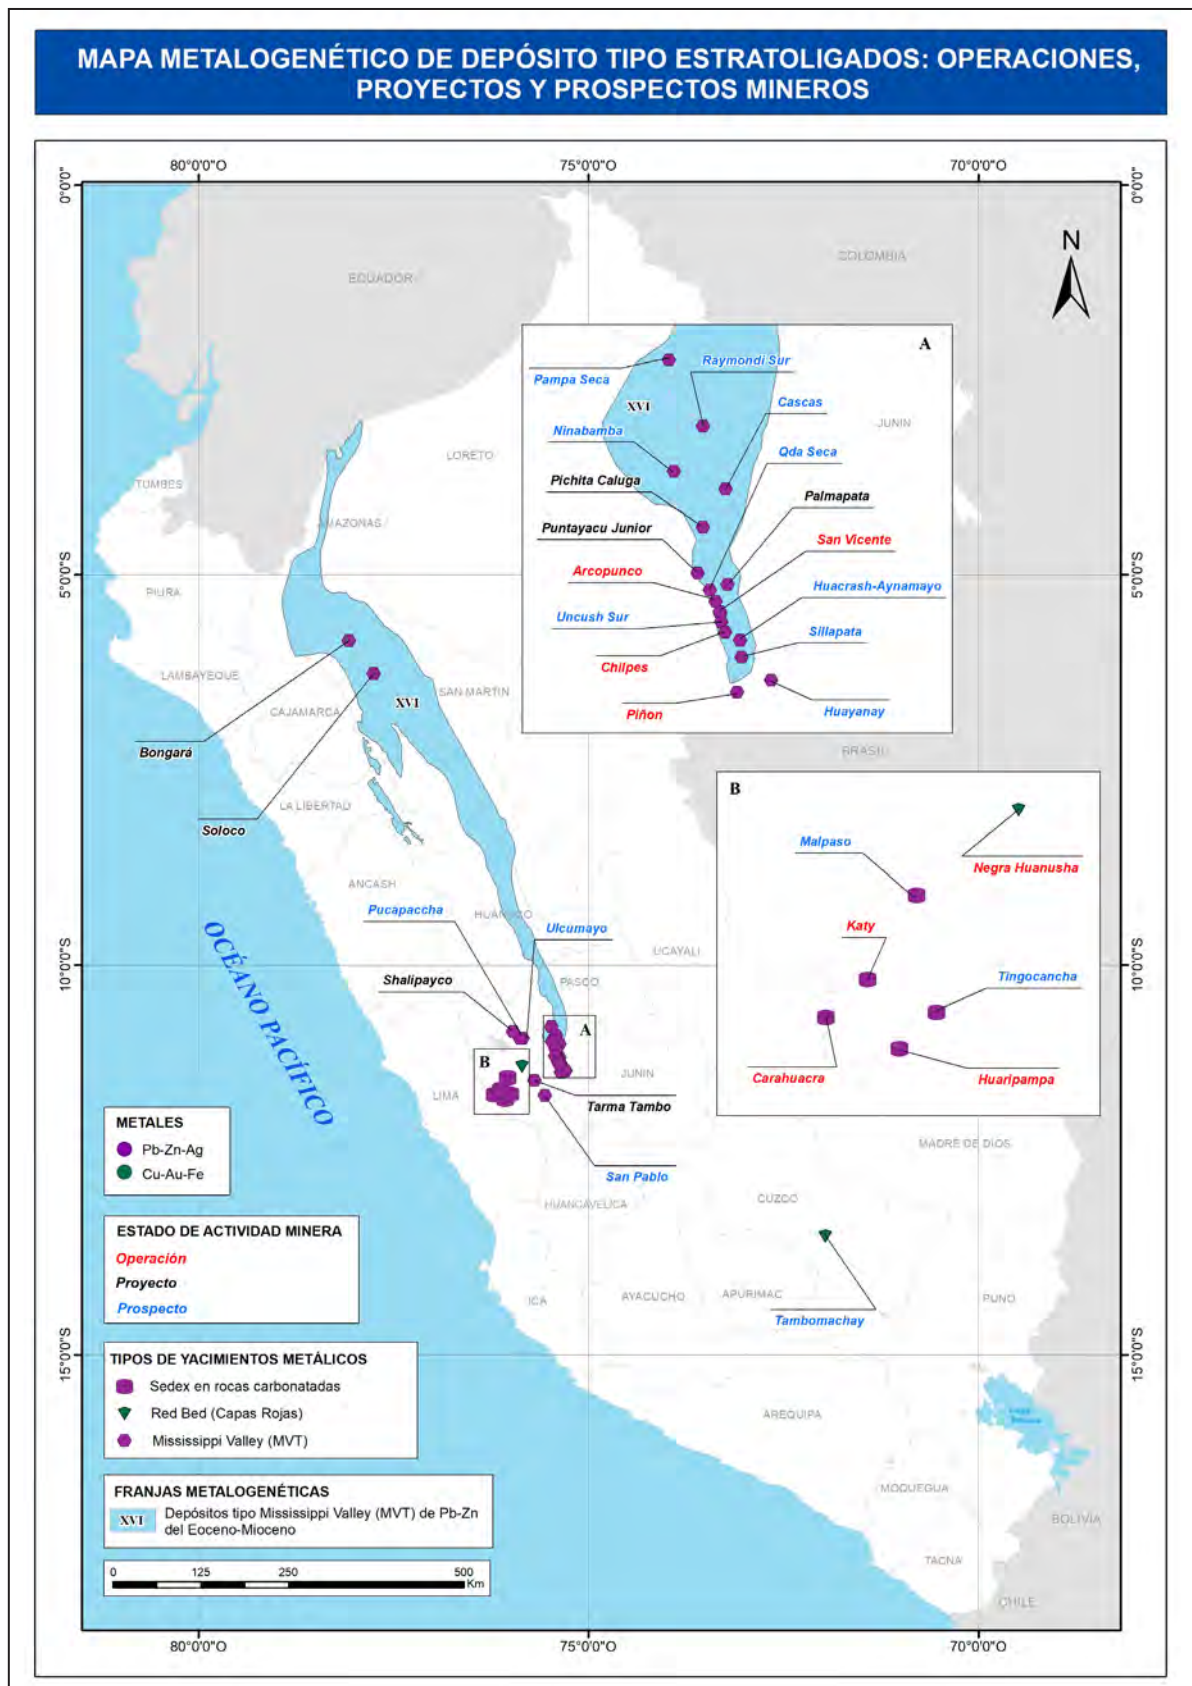 MAPA METALOGENÉTICO DE DEPÓSITO TIPO ESTRATOLIGADOS: OPERACIONES,
PROYECTOS Y PROSPECTOS MINEROS
80°0'0"O
75°0'0"O
70°0'0"O
0°0'0"
0°0'0"
N
COLOMBIA
ECUADOR
A
Raymondi Sur
Pampa Seca
XVI
Cascas
JUNIN
Ninabamba
Qda Seca
LORETO
Pichita Caluga
Palmapata
TUMBES
AMAZONAS
Puntayacu Junior
San Vicente
5°0'0"S
Arcopunco
5°0'0"S
Huacrash-Aynamayo
PIURA
Uncush Sur
Sillapata
LAMBAYEQUE
Chilpes
SAN MARTIN
XVI
CAJAMARCA
Piñon
Huayanay
Bongará
BRASIL
B
LA LIBERTAD
Soloco
Malpaso
Negra Huanusha
ANCASH
Pucapaccha
HUANUCO
Ulcumayo
Katy
UCAYALI
10°0'0"S
Shalipayco
PASCO
Tingocancha
10°0'0"S
OCÉANO PACÍFICO
A
B
JUNIN
Carahuacra
Huaripampa
LIMA
Tarma Tambo
METALES
Pb-Zn-Ag
Cu-Au-Fe
MADRE DE DIOS
San Pablo
HUANCAVELICA
CUZCO
ESTADO DE ACTIVIDAD MINERA
Operación
Proyecto
Prospecto
ICA
AYACUCHO
APURIMAC
PUNO
Tambomachay
15°0'0"S
15°0'0"S
TIPOS DE YACIMIENTOS METÁLICOS
Sedex en rocas carbonatadas
Red Bed (Capas Rojas)
Mississippi Valley (MVT)
AREQUIPA
MOQUEGUA
FRANJAS METALOGENÉTICAS
XVI
Depósitos tipo Mississippi Valley (MVT) de Pb-Zn
del Eoceno-Mioceno
BOLIVIA
TACNA
0 125 250 500
Km
CHILE
80°0'0"O
75°0'0"O
70°0'0"O